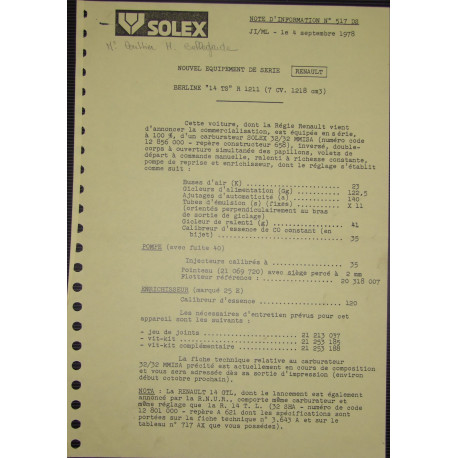 SOLEX
NOTE D'INFORMATION N° 517 DE
JI/ML - le 4 septembre 1978
NOUVEL EQUIPEMENT DE SERIE RENAULT
BERLINE "14 TS" R 1211 (7 CV. 1218 cm3)
Cette voiture, dont la Régie Renault vient
d'annoncer la commercialisation, est équipée en série,
à 100 %, d'un carburateur SOLEX 32/32 MMISA (numéro de code
12 856 000 - repère constructeur 658), inversé, double-
corps à ouverture simultanée des papillons, volets de
départ à commande manuelle, ralenti à richesse constante,
pompe de reprise et enrichisseur, dont le réglage s'établit
comme suit :
Buses d'air (K) 23
Gicleurs d'alimentation (Gg) 122,5
Ajutages d'automaticité (a) 140
Tubes d'émulsion (s) (fixes) X 11
(orientés perpendiculairement au bras
de sortie de giclage)
Gicleur de ralenti (g) 41
Calibreur d'essence de CO constant (en
bijet) 35
POMPE (avec fuite 40)
Injecteurs calibrés à 35
Pointeau (21 069 720) avec siège percé à 2 mm
Flotteur référence : 20 318 007
ENRICHISSEUR (marqué 25 E)
Calibreur d'essence 120
Les nécessaires d'entretien prévus pour cet
appareil sont les suivants :
- jeu de joints 21 213 037
- vit-kit 21 253 185
- vit-kit complémentaire 21 253 188
La fiche technique relative au carburateur
32/32 MMISA précité est actuellement en cours de composition
et vous sera adressée dès sa sortie d'impression (environ
début octobre prochain).
NOTE : La RENAULT 14 GTL, dont le lancement est également
annoncé par la R.N.U.R., comporte même carburateur et
même réglage que la R. 14 T. L. (32 SHA - numéro de code
12 801 000 - repère A 621 dont les spécifications sont
portées sur la fiche technique n° 3.643 A et sur le
tableau n° 717 AX que vous possédez).